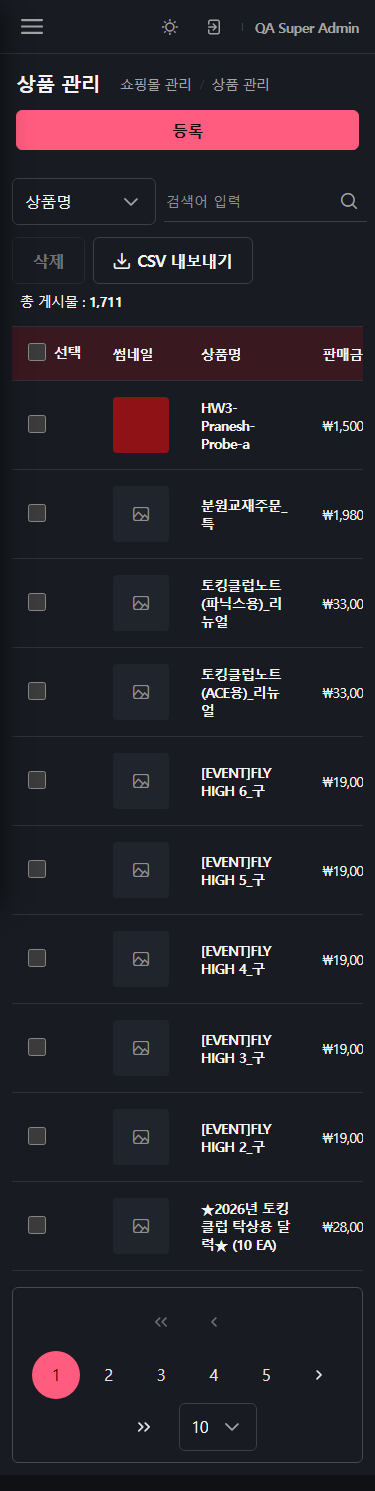 QA Super Admin
상품 관리 쇼핑몰 관리 / 상품 관리
등록
상품명 검색어 입력
삭제 CSV 내보내기
총 게시물 : 1,711
선택 썸네일 상품명 판매금
HW3-
Pranesh-
Probe-a
₩1,500
분원교재주문_
특
₩1,980
토킹클럽노트
(파닉스용)_리
뉴얼
₩33,00
토킹클럽노트
(ACE용)_리뉴
얼
₩33,00
[EVENT]FLY
HIGH 6_구
₩19,00
[EVENT]FLY
HIGH 5_구
₩19,00
[EVENT]FLY
HIGH 4_구
₩19,00
[EVENT]FLY
HIGH 3_구
₩19,00
[EVENT]FLY
HIGH 2_구
₩19,00
★2026년 토킹
클럽 탁상용 달
력★ (10 EA)
₩28,00
1 2 3 4 5
10